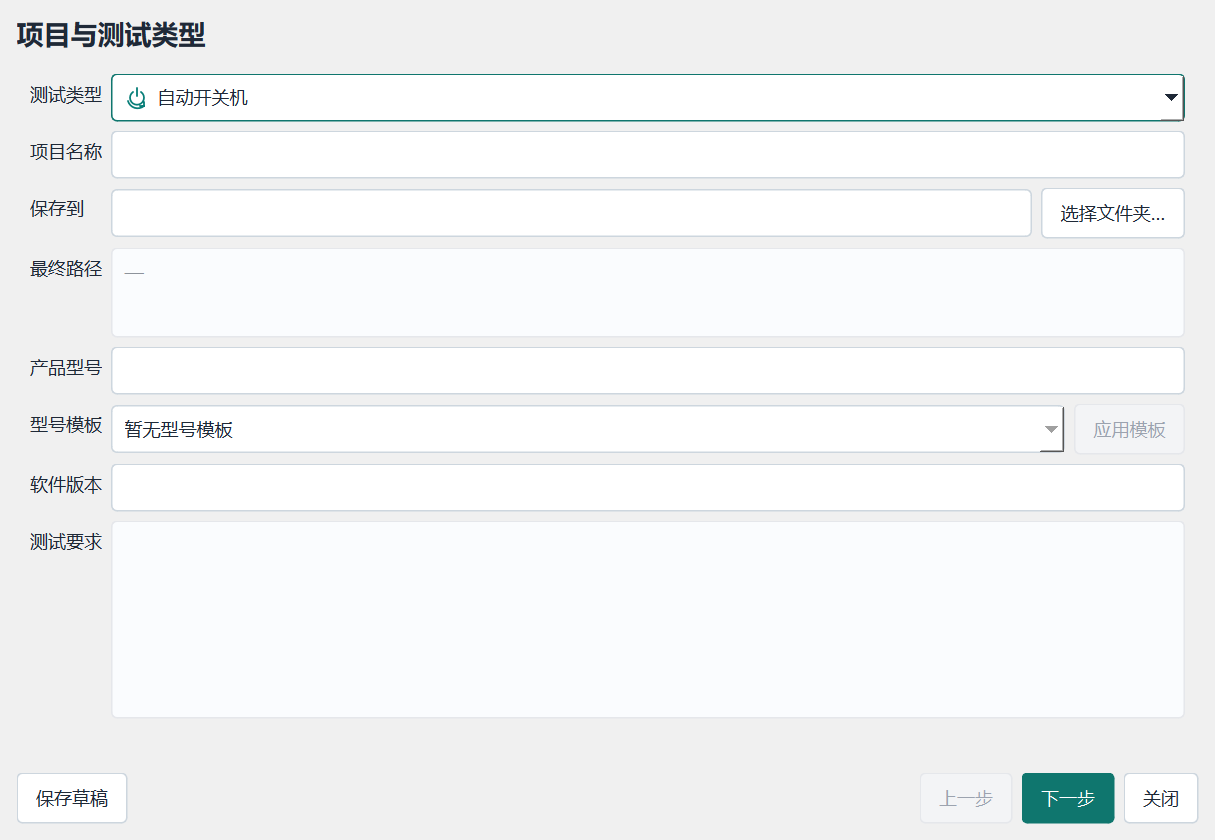 项目与测试类型
测试类型 自动开关机
项目名称
保存到 选择文件夹...
最终路径 —
产品型号
型号模板 暂无型号模板 应用模板
软件版本
测试要求
保存草稿 上一步 下一步 关闭